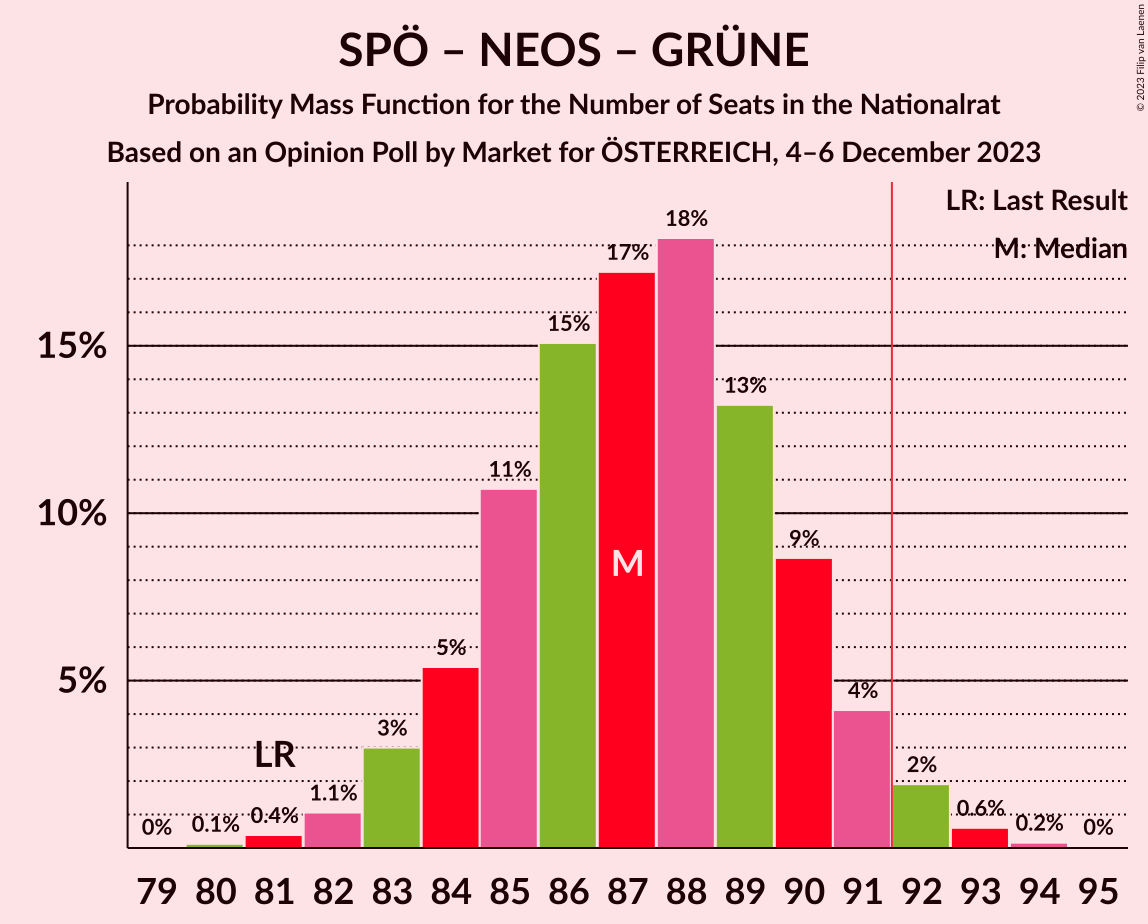 SPÖ – NEOS – GRÜNE
Probability Mass Function for the Number of Seats in the Nationalrat
Based on an Opinion Poll by Market for ÖSTERREICH, 4–6 December 2023
© 2023 Filip van Laenen
LR: Last Result
M: Median
18%
17%
15%
15%
13%
11%
10%
9%
M
5%
5%
4%
3%
LR
2%
1.1%
0.6%
0.4%
0.2%
0.1%
0%
0%
79 80 81 82 83 84 85 86 87 88 89 90 91 92 93 94 95